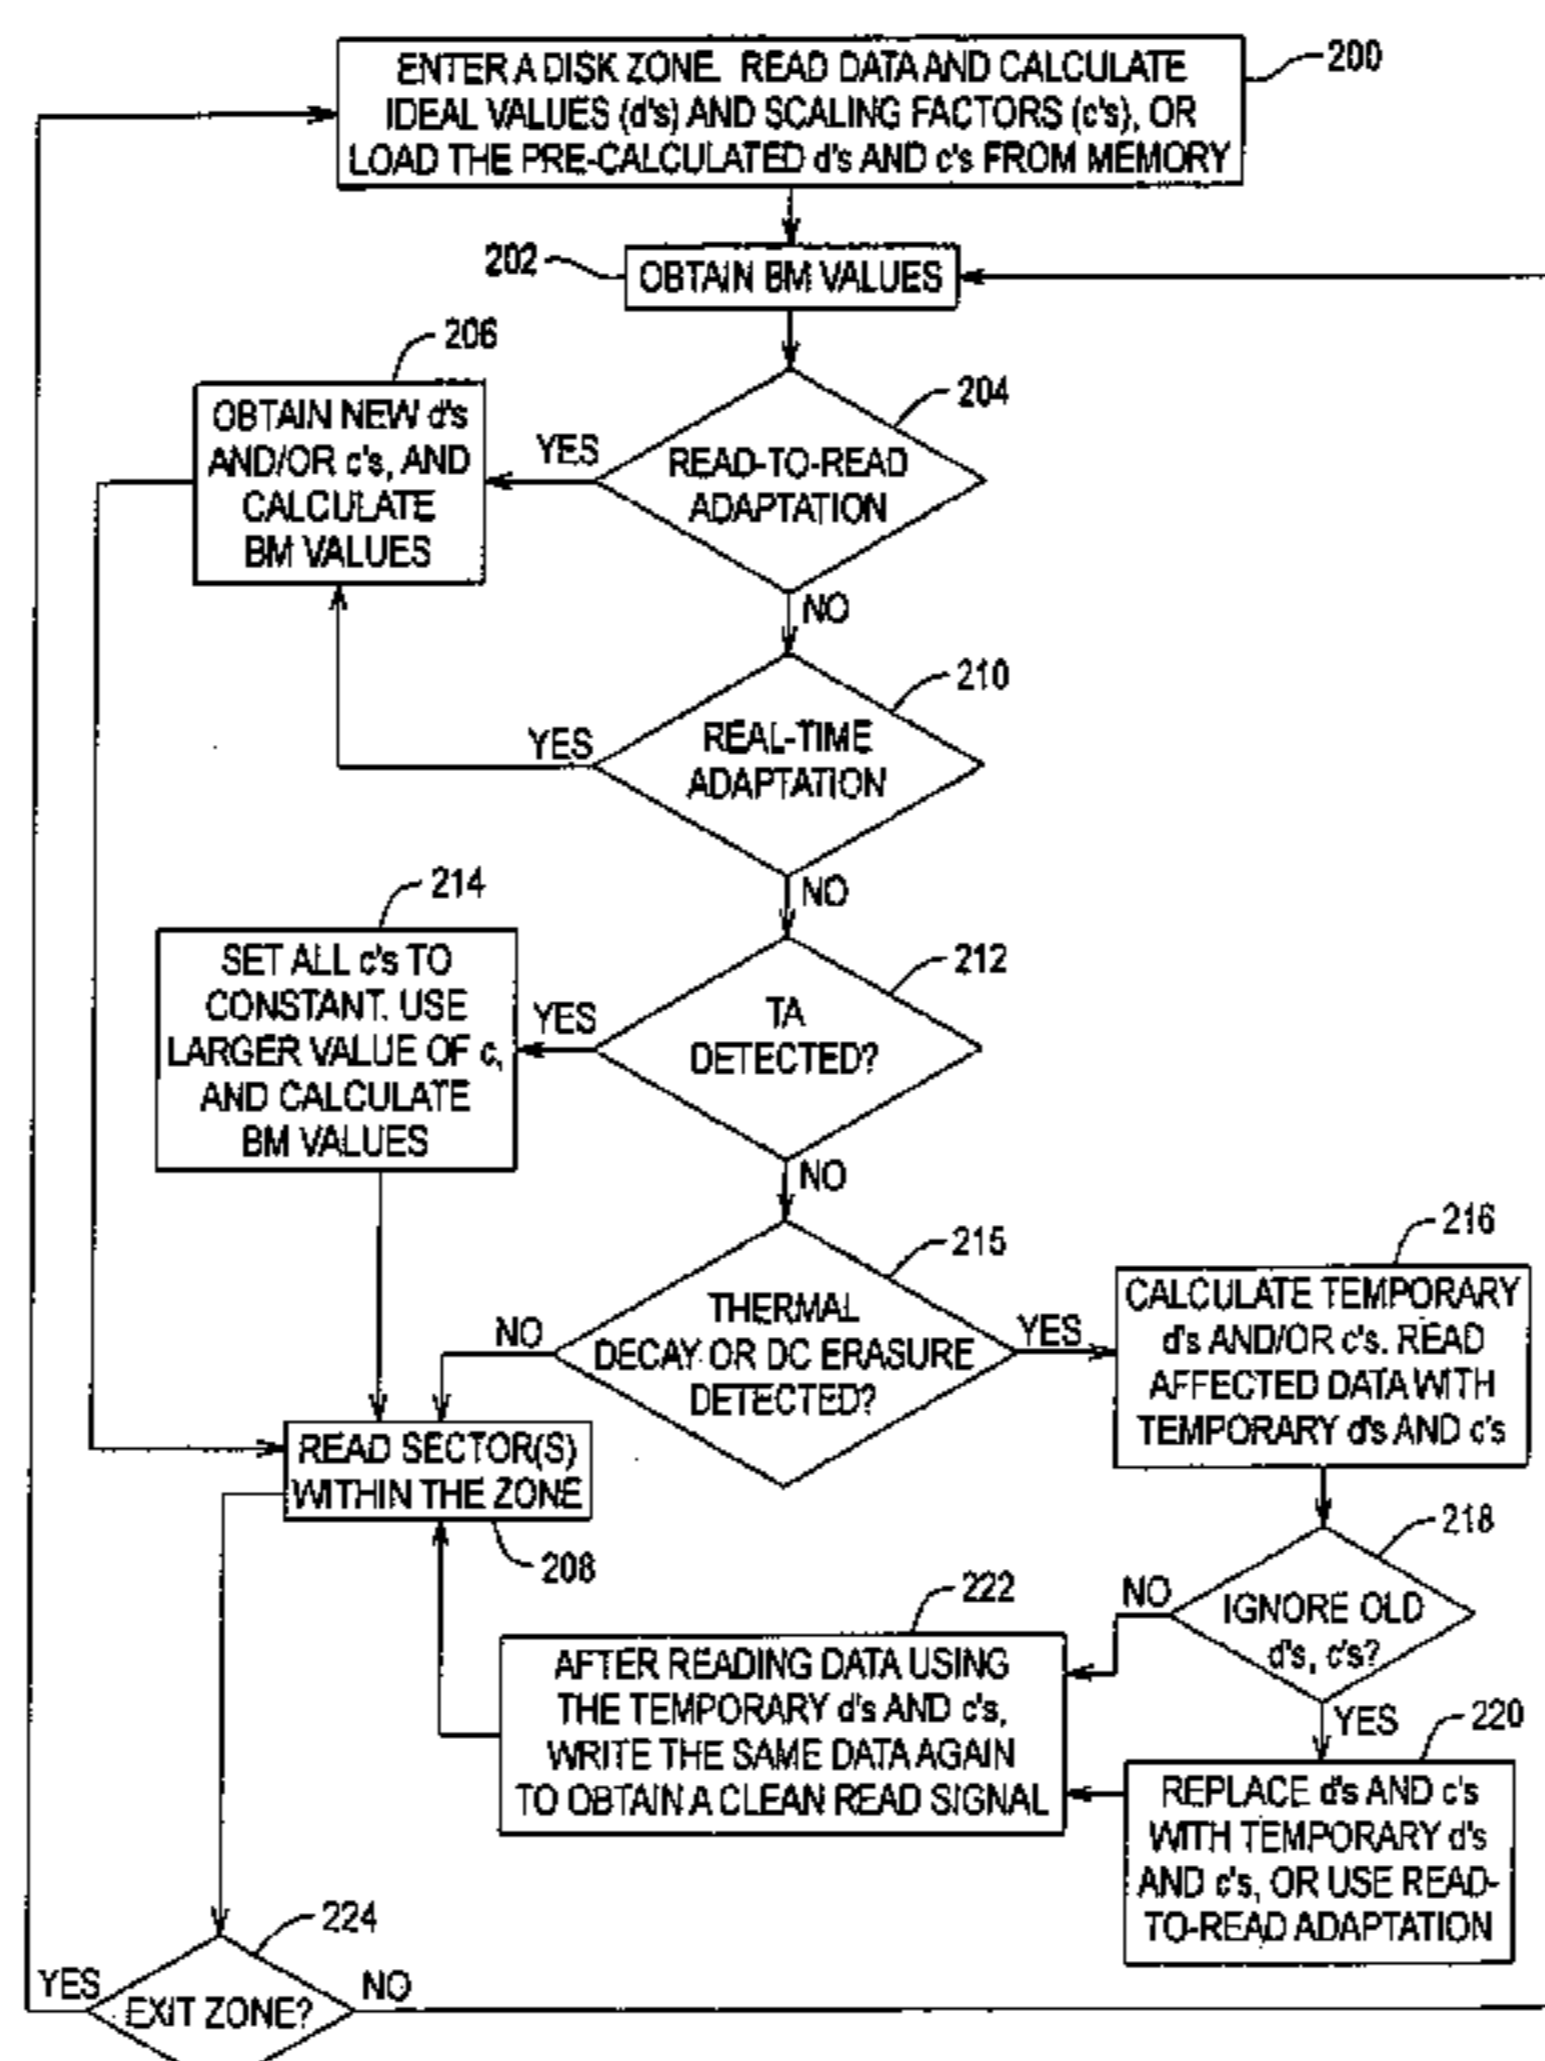 ENTER A DISK ZONE. READ DATA AND CALCULATE
IDEAL VALUES (d's) AND SCALING FACTORS (c's), OR
LOAD THE PRE-CALCULATED d's AND c's FROM MEMORY
200
202
OBTAIN BM VALUES
206
OBTAIN NEW d's
AND/OR c's, AND
CALCULATE
BM VALUES
YES
204
READ-TO-READ
ADAPTATION
NO
210
YES
REAL-TIME
ADAPTATION
NO
214
SET ALL c's TO
CONSTANT. USE
LARGER VALUE OF c,
AND CALCULATE
BM VALUES
YES
212
TA
DETECTED?
NO
215
NO
THERMAL
DECAY OR DC ERASURE
DETECTED?
YES
216
CALCULATE TEMPORARY
d's AND/OR c's. READ
AFFECTED DATA WITH
TEMPORARY d's AND c's
READ SECTOR(S)
WITHIN THE ZONE
208
218
NO
IGNORE OLD
d's, c's?
YES
222
AFTER READING DATA USING
THE TEMPORARY d's AND c's,
WRITE THE SAME DATA AGAIN
TO OBTAIN A CLEAN READ SIGNAL
220
REPLACE d's AND c's
WITH TEMPORARY d's
AND c's, OR USE READ-
TO-READ ADAPTATION
224
YES
EXIT ZONE?
NO